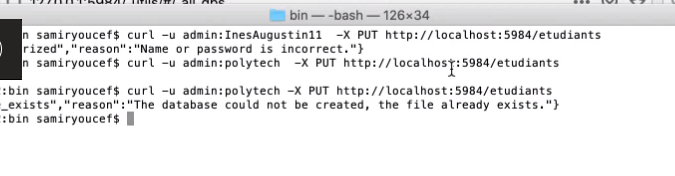 bin — -bash — 126×34
n samiryoucef$ curl -u admin:InesAugustin11  -X PUT http://localhost:5984/etudiants
rized","reason":"Name or password is incorrect."}
n samiryoucef$ curl -u admin:polytech  -X PUT http://localhost:5984/etudiants
:bin samiryoucef$ curl -u admin:polytech -X PUT http://localhost:5984/etudiants
_exists","reason":"The database could not be created, the file already exists."}
:bin samiryoucef$